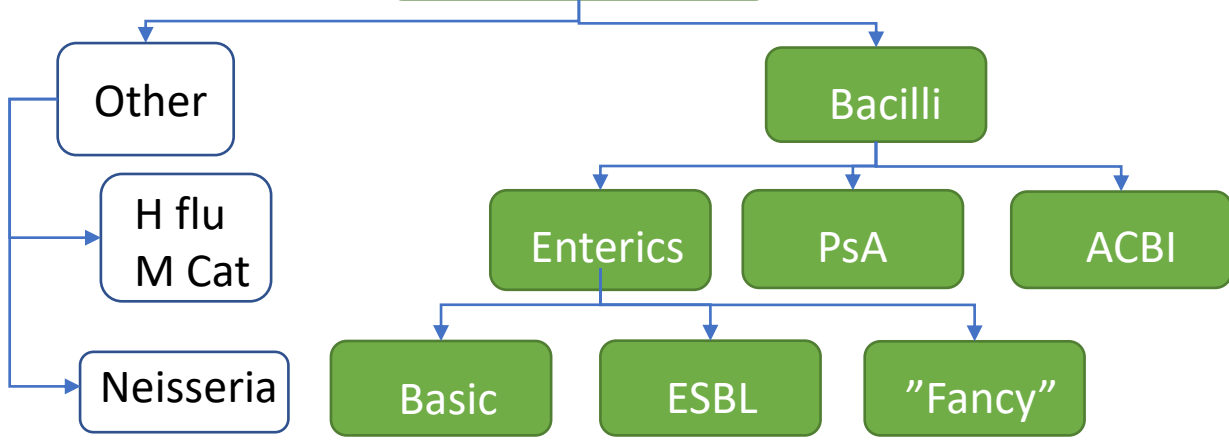 Other
Bacilli
H flu
M Cat
Enterics
PsA
ACBI
Neisseria
Basic
ESBL
”Fancy”